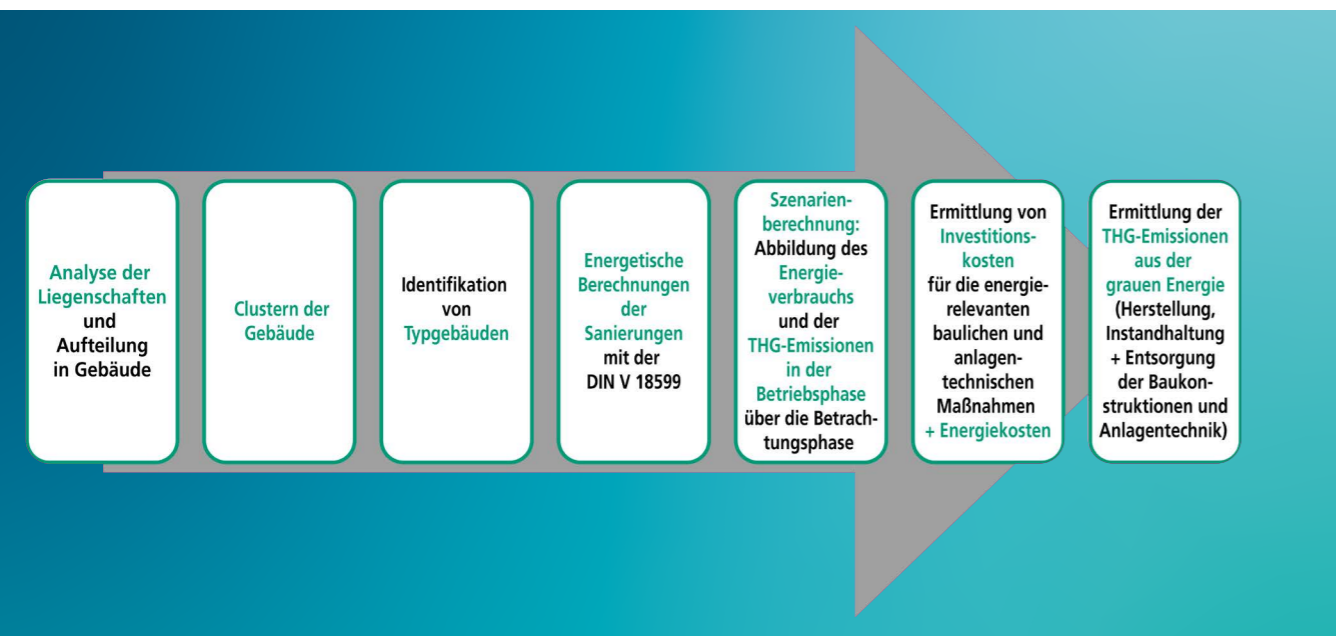 Analyse der
Liegenschaften
und
Aufteilung
in Gebäude
Clustern der
Gebäude
Identifikation
von
Typgebäuden
Energetische
Berechnungen
der
Sanierungen
mit der
DIN V 18599
Szenarien-
berechnung:
Abbildung des
Energie-
verbrauchs
und der
THG-Emissionen
in der
Betriebsphase
über die Betrach-
tungsphase
Ermittlung von
Investitions-
kosten
für die energie-
relevanten
baulichen und
anlagen-
technischen
Maßnahmen
+ Energiekosten
Ermittlung der
THG-Emissionen
aus der
grauen Energie
(Herstellung,
Instandhaltung
+ Entsorgung
der Baukon-
struktionen und
Anlagentechnik)